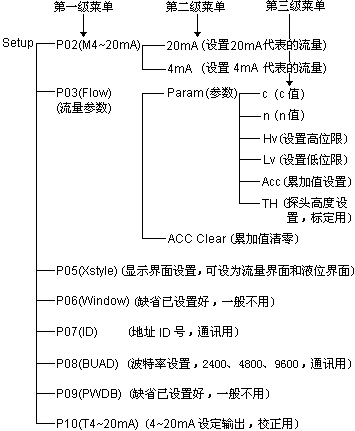 第一级菜单 第二级菜单 第三级菜单
Setup P02(M4~20mA) 20mA (设置20mA代表的流量)
4mA (设置 4mA 代表的流量)
P03(Flow) Param(参数) c (c值)
(流量参数)
n (n值)
Hv(设置高位限)
Lv(设置低位限)
Acc(累加值设置)
TH (探头高度设
置,标定用)
ACC Clear (累加值清零)
P05(Xstyle) (显示界面设置,可设为流量界面和液位界面)
P06(Window) (缺省已设置好,一般不用)
P07(ID) (地址ID号,通讯用)
P08(BUAD) (波特率设置,2400、4800、9600,通讯用)
P09(PWDB) (缺省已设置好,一般不用)
P10(T4~20mA) (4~20mA设定输出,校正用)